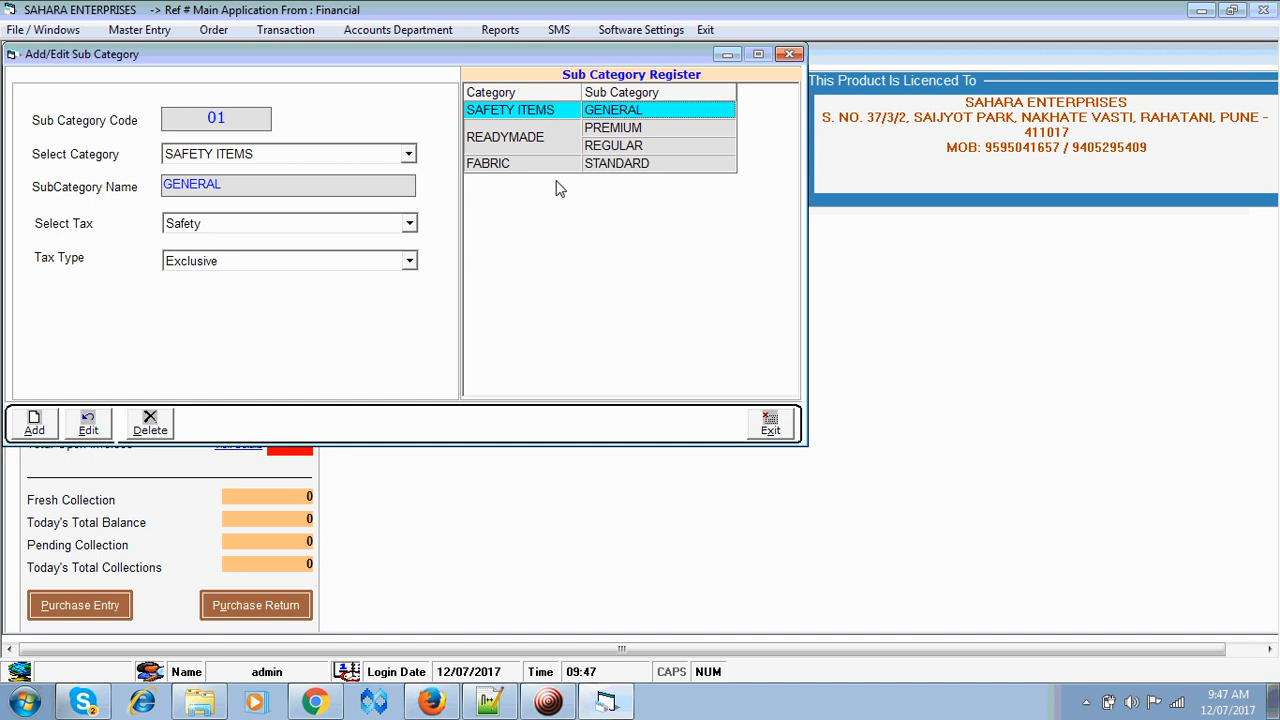 SAHARA ENTERPRISES -> Ref # Main Application From : Financial
File / Windows Master Entry Order Transaction Accounts Department Reports SMS Software Settings Exit
Add/Edit Sub Category
Sub Category Register
This Product Is Licenced To
Category Sub Category
SAFETY ITEMS GENERAL
READYMADE PREMIUM
REGULAR
FABRIC STANDARD
SAHARA ENTERPRISES
S. NO. 37/3/2, SAIJYOT PARK, NAKHATE VASTI, RAHATANI, PUNE -
411017
MOB: 9595041657 / 9405295409
Sub Category Code 01
Select Category SAFETY ITEMS
SubCategory Name GENERAL
Select Tax Safety
Tax Type Exclusive
Add Edit Delete Exit
Fresh Collection 0
Today's Total Balance 0
Pending Collection 0
Today's Total Collections 0
Purchase Entry Purchase Return
Name admin Login Date 12/07/2017 Time 09:47 CAPS NUM
2
9:47 AM
12/07/2017